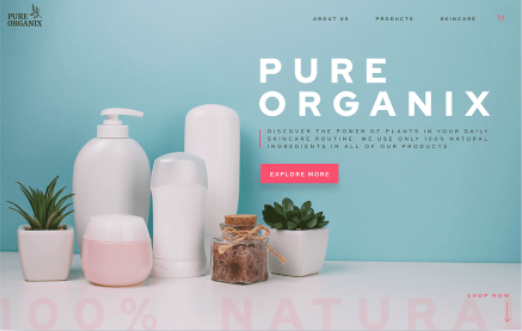 PURE
ORGANIX
ABOUT US
PRODUCTS
SKINCARE
PURE
ORGANIX
DISCOVER THE POWER OF PLANTS IN YOUR DAILY
SKINCARE ROUTINE. WE USE ONLY 100% NATURAL
INGREDIENTS IN ALL OF OUR PRODUCTS.
EXPLORE MORE
SHOP NOW
100% NATURA